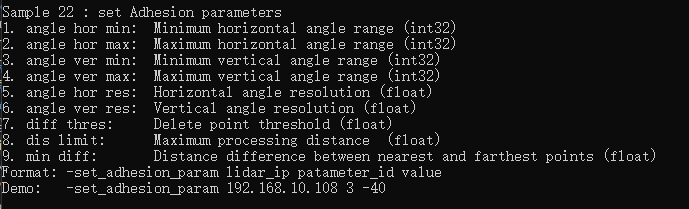 Sample 22 : set Adhesion parameters
1. angle hor min:  Minimum horizontal angle range (int32)
2. angle hor max:  Maximum horizontal angle range (int32)
3. angle ver min:  Minimum vertical angle range (int32)
4. angle ver max:  Maximum vertical angle range (int32)
5. angle hor res:  Horizontal angle resolution (float)
6. angle ver res:  Vertical angle resolution (float)
7. diff thres:     Delete point threshold (float)
8. dis limit:      Maximum processing distance  (float)
9. min diff:       Distance difference between nearest and farthest points (float)
Format: -set_adhesion_param lidar_ip patameter_id value
Demo:   -set_adhesion_param 192.168.10.108 3 -40